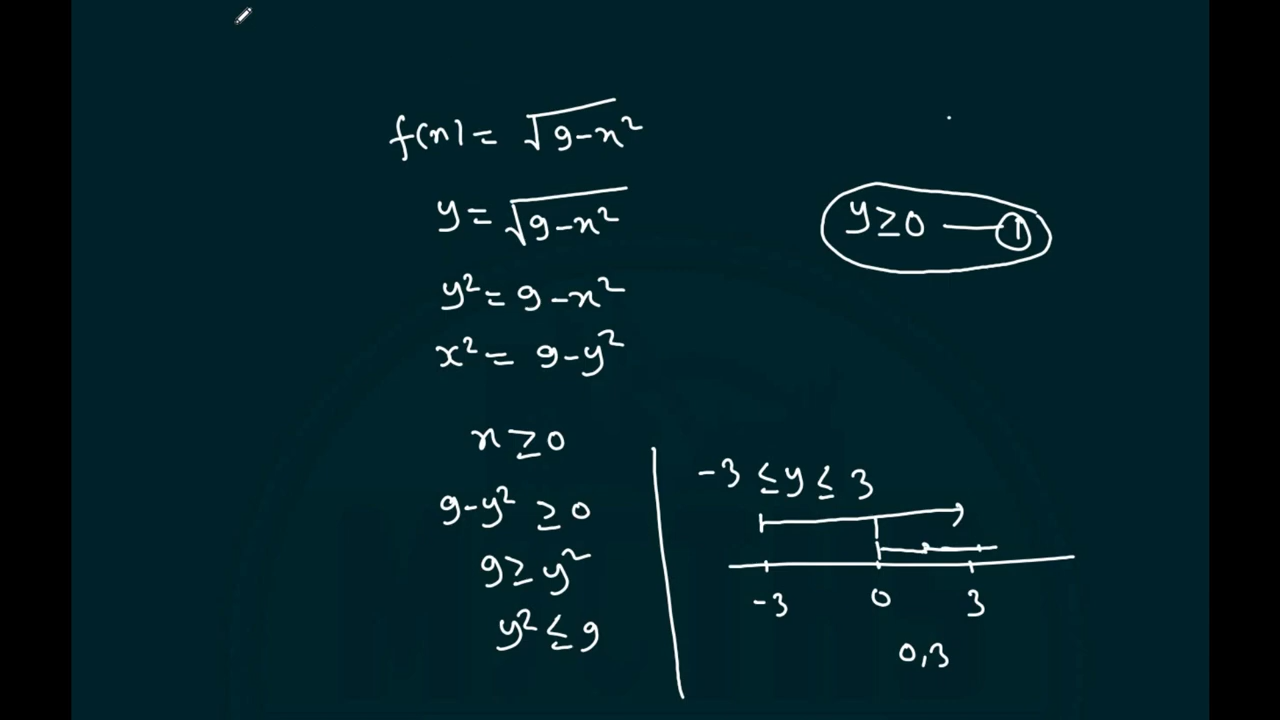 f(x) = √9-x²
y = √9-x²
y ≥ 0 — ①
y² = 9-x²
x² = 9-y²
x ≥ 0
9-y² ≥ 0
9 ≥ y²
y² ≤ 9
-3 ≤ y ≤ 3
-3 0 3
0,3